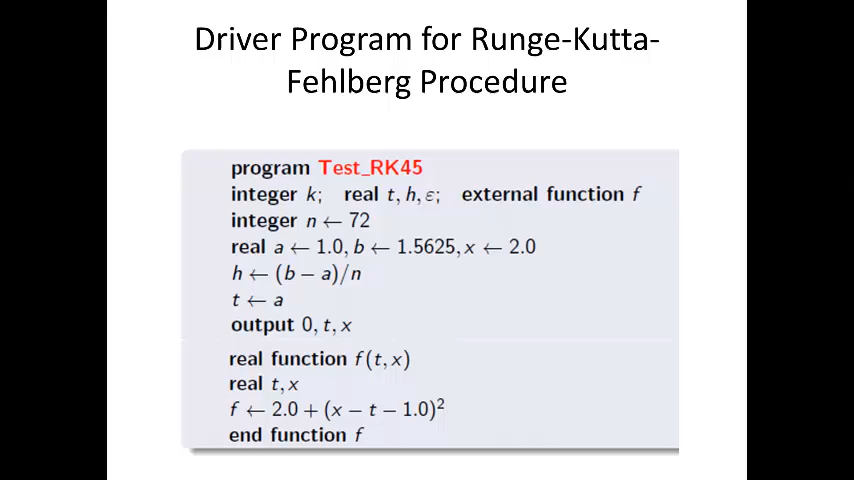 Driver Program for Runge-Kutta-
Fehlberg Procedure
program Test_RK45
integer k; real t, h, ε; external function f
integer n ← 72
real a ← 1.0, b ← 1.5625, x ← 2.0
h ← (b − a)/n
t ← a
output 0, t, x
real function f(t, x)
real t, x
f ← 2.0 + (x − t − 1.0)²
end function f